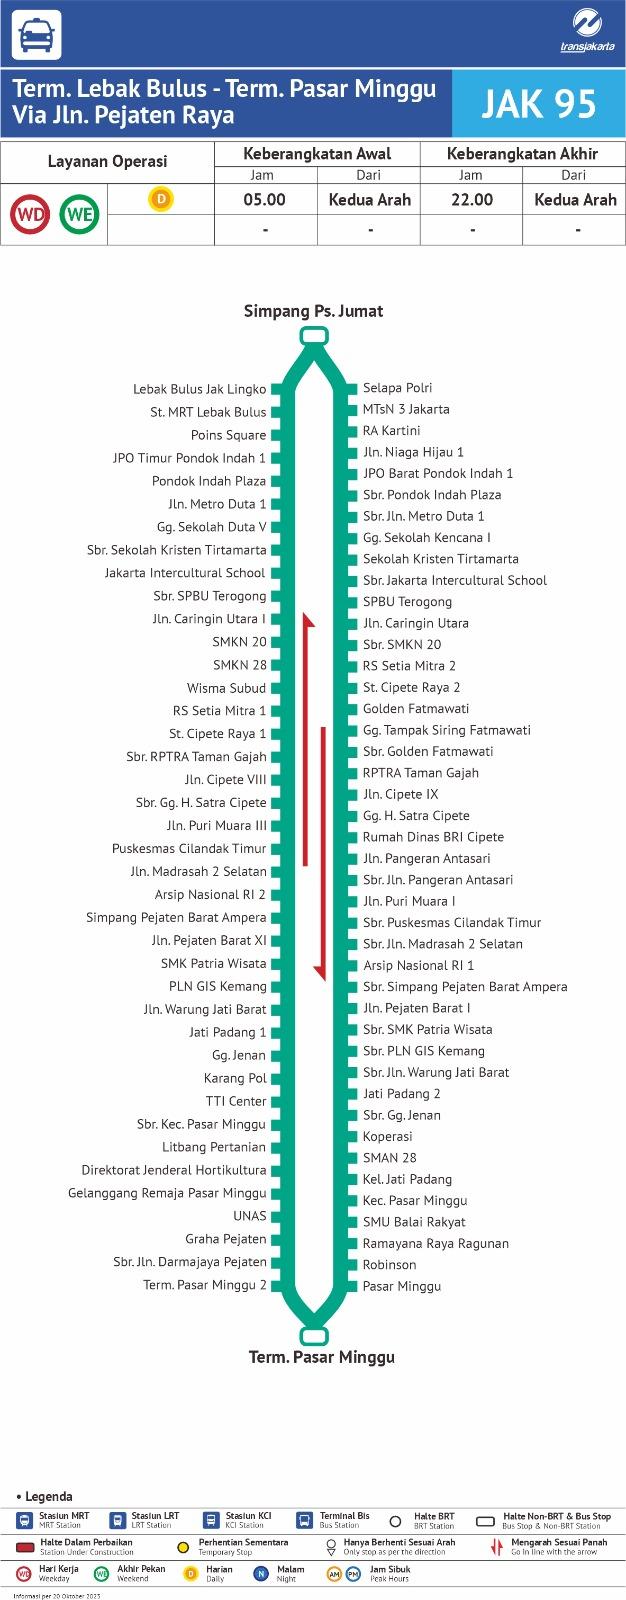 transjakarta
Term. Lebak Bulus - Term. Pasar Minggu
Via Jln. Pejaten Raya
JAK 95
Layanan Operasi
Keberangkatan Awal
Keberangkatan Akhir
Jam
Dari
Jam
Dari
WD
WE
D
05.00
Kedua Arah
22.00
Kedua Arah
-
-
-
-
Simpang Ps. Jumat
Lebak Bulus Jak Lingko
St. MRT Lebak Bulus
Poins Square
JPO Timur Pondok Indah 1
Pondok Indah Plaza
Jln. Metro Duta 1
Gg. Sekolah Duta V
Sbr. Sekolah Kristen Tirtamarta
Jakarta Intercultural School
Sbr. SPBU Terogong
Jln. Caringin Utara I
SMKN 20
SMKN 28
Wisma Subud
RS Setia Mitra 1
St. Cipete Raya 1
Sbr. RPTRA Taman Gajah
Jln. Cipete VIII
Sbr. Gg. H. Satra Cipete
Jln. Puri Muara III
Puskesmas Cilandak Timur
Jln. Madrasah 2 Selatan
Arsip Nasional RI 2
Simpang Pejaten Barat Ampera
Jln. Pejaten Barat XI
SMK Patria Wisata
PLN GIS Kemang
Jln. Warung Jati Barat
Jati Padang 1
Gg. Jenan
Karang Pol
TTI Center
Sbr. Kec. Pasar Minggu
Litbang Pertanian
Direktorat Jenderal Hortikultura
Gelanggang Remaja Pasar Minggu
UNAS
Graha Pejaten
Sbr. Jln. Darmajaya Pejaten
Term. Pasar Minggu 2
Selapa Polri
MTsN 3 Jakarta
RA Kartini
Jln. Niaga Hijau 1
JPO Barat Pondok Indah 1
Sbr. Pondok Indah Plaza
Sbr. Jln. Metro Duta 1
Gg. Sekolah Kencana I
Sekolah Kristen Tirtamarta
Sbr. Jakarta Intercultural School
SPBU Terogong
Jln. Caringin Utara
Sbr. SMKN 20
RS Setia Mitra 2
St. Cipete Raya 2
Golden Fatmawati
Gg. Tampak Siring Fatmawati
Sbr. Golden Fatmawati
RPTRA Taman Gajah
Jln. Cipete IX
Gg. H. Satra Cipete
Rumah Dinas BRI Cipete
Jln. Pangeran Antasari
Sbr. Jln. Pangeran Antasari
Jln. Puri Muara I
Sbr. Puskesmas Cilandak Timur
Sbr. Jln. Madrasah 2 Selatan
Arsip Nasional RI 1
Sbr. Simpang Pejaten Barat Ampera
Jln. Pejaten Barat I
Sbr. SMK Patria Wisata
Sbr. PLN GIS Kemang
Sbr. Jln. Warung Jati Barat
Jati Padang 2
Sbr. Gg. Jenan
Koperasi
SMAN 28
Kel. Jati Padang
Kec. Pasar Minggu
SMU Balai Rakyat
Ramayana Raya Ragunan
Robinson
Pasar Minggu
Term. Pasar Minggu
• Legenda
Stasiun MRT
MRT Station
Stasiun LRT
LRT Station
Stasiun KCI
KCI Station
Terminal Bis
Bus Station
Halte BRT
BRT Station
Halte Non-BRT & Bus Stop
Bus Stop & Non-BRT Station
Halte Dalam Perbaikan
Station Under Construction
Perhentian Sementara
Temporary Stop
Hanya Berhenti Sesuai Arah
Only stop as per the direction
Mengarah Sesuai Panah
Go in line with the arrow
WD
Hari Kerja
Weekday
WE
Akhir Pekan
Weekend
D
Harian
Daily
N
Malam
Night
AM
PM
Jam Sibuk
Peak Hours
Informasi per 20 Oktober 2023